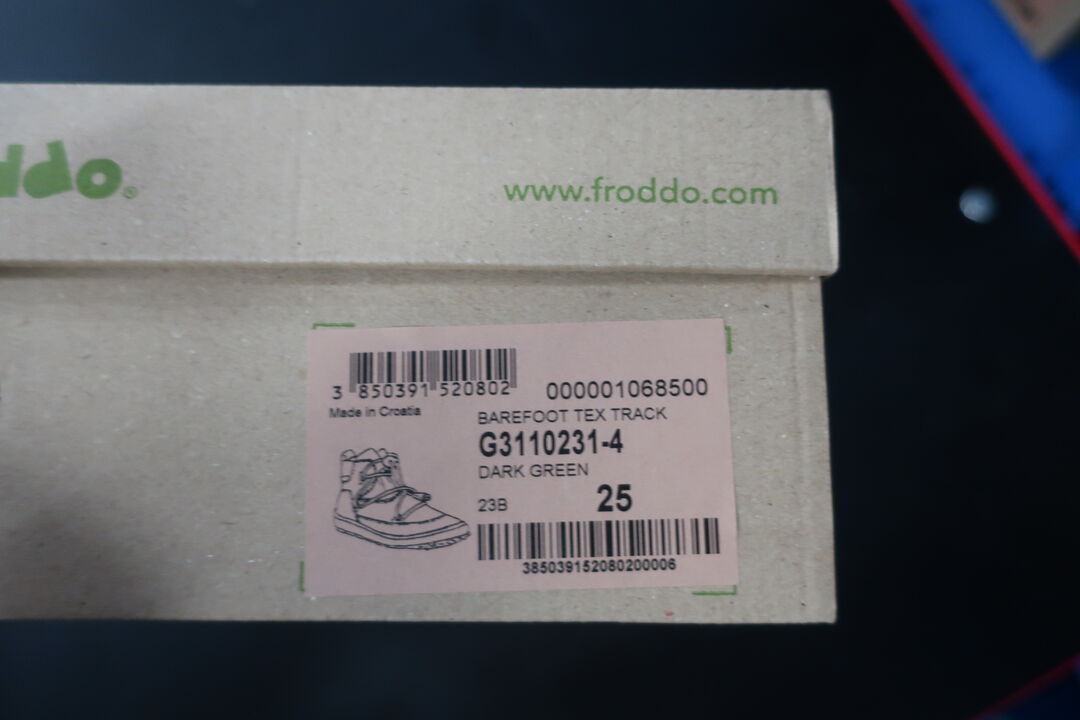 ddo®
www.froddo.com
3 850391 520802
000001068500
Made in Croatia
BAREFOOT TEX TRACK
G3110231-4
DARK GREEN
23B 25
38503915208020006